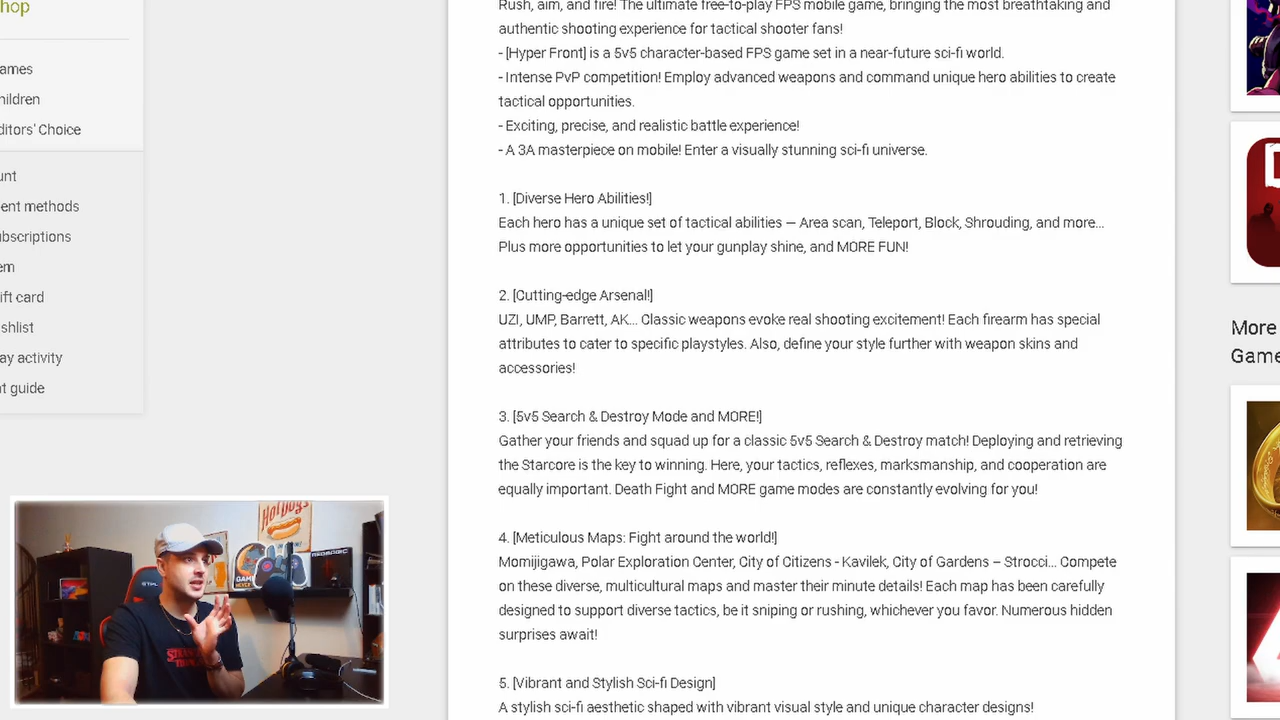 hop
ames
hildren
ditors' Choice
unt
ent methods
ubscriptions
em
ift card
shlist
ay activity
t guide
Rush, aim, and fire! The ultimate free-to-play FPS mobile game, bringing the most breathtaking and
authentic shooting experience for tactical shooter fans!
- [Hyper Front] is a 5v5 character-based FPS game set in a near-future sci-fi world.
- Intense PvP competition! Employ advanced weapons and command unique hero abilities to create
tactical opportunities.
- Exciting, precise, and realistic battle experience!
- A 3A masterpiece on mobile! Enter a visually stunning sci-fi universe.
1. [Diverse Hero Abilities!]
Each hero has a unique set of tactical abilities — Area scan, Teleport, Block, Shrouding, and more...
Plus more opportunities to let your gunplay shine, and MORE FUN!
2. [Cutting-edge Arsenal!]
UZI, UMP, Barrett, AK... Classic weapons evoke real shooting excitement! Each firearm has special
attributes to cater to specific playstyles. Also, define your style further with weapon skins and
accessories!
3. [5v5 Search & Destroy Mode and MORE!]
Gather your friends and squad up for a classic 5v5 Search & Destroy match! Deploying and retrieving
the Starcore is the key to winning. Here, your tactics, reflexes, marksmanship, and cooperation are
equally important. Death Fight and MORE game modes are constantly evolving for you!
4. [Meticulous Maps: Fight around the world!]
Momijigawa, Polar Exploration Center, City of Citizens - Kavilek, City of Gardens – Strocci... Compete
on these diverse, multicultural maps and master their minute details! Each map has been carefully
designed to support diverse tactics, be it sniping or rushing, whichever you favor. Numerous hidden
surprises await!
5. [Vibrant and Stylish Sci-fi Design]
A stylish sci-fi aesthetic shaped with vibrant visual style and unique character designs!
More
Game
Hot Dogs